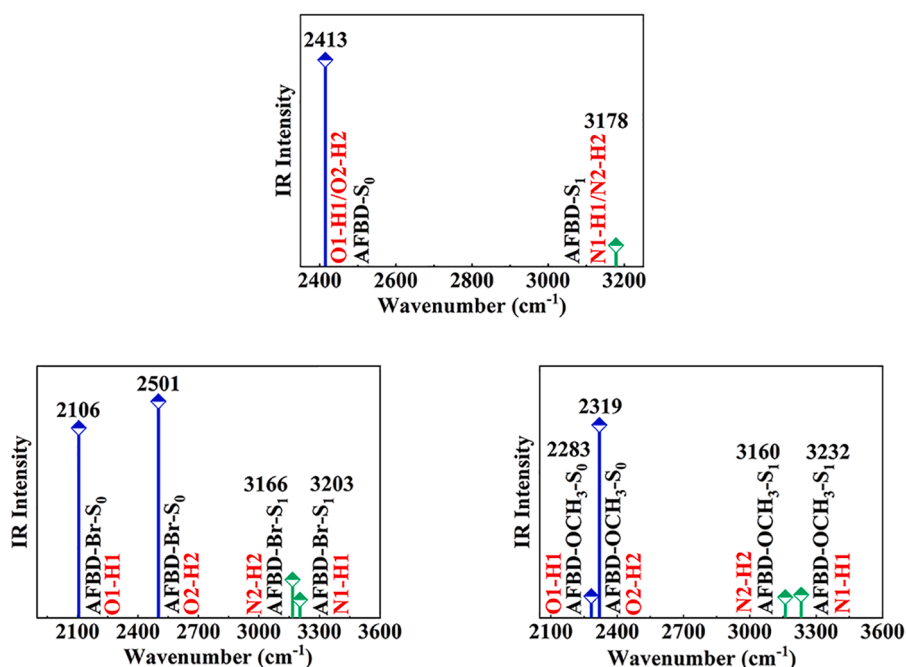 2413
3178
IR Intensity
O1-H1/O2-H2
AFBD-S0
AFBD-S1
N1-H1/N2-H2
2400 2600 2800 3000 3200
Wavenumber (cm-1)
2106
2501
3166
3203
IR Intensity
AFBD-Br-S0
O1-H1
AFBD-Br-S0
O2-H2
N2-H2
AFBD-Br-S1
AFBD-Br-S1
N1-H1
2100 2400 2700 3000 3300 3600
Wavenumber (cm-1)
2283
2319
3160
3232
IR Intensity
O1-H1
AFBD-OCH3-S0
AFBD-OCH3-S0
O2-H2
N2-H2
AFBD-OCH3-S1
AFBD-OCH3-S1
N1-H1
2100 2400 2700 3000 3300 3600
Wavenumber (cm-1)